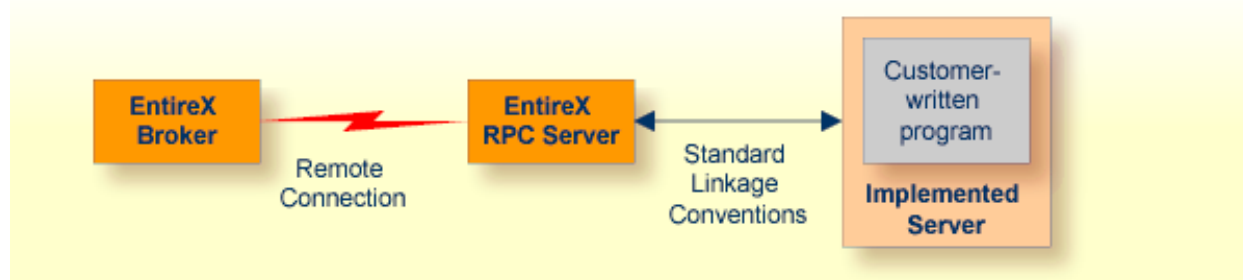 EntireX
Broker
Remote
Connection
EntireX
RPC Server
Standard
Linkage
Conventions
Customer-
written
program
Implemented
Server